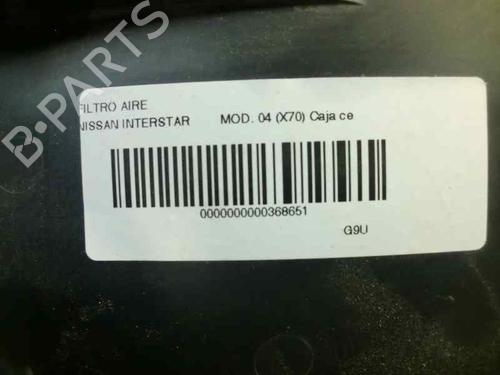 B-PARTS
FILTRO AIRE
NISSAN INTERSTAR MOD. 04 (X70) Caja ce
0000000000368651
G9U